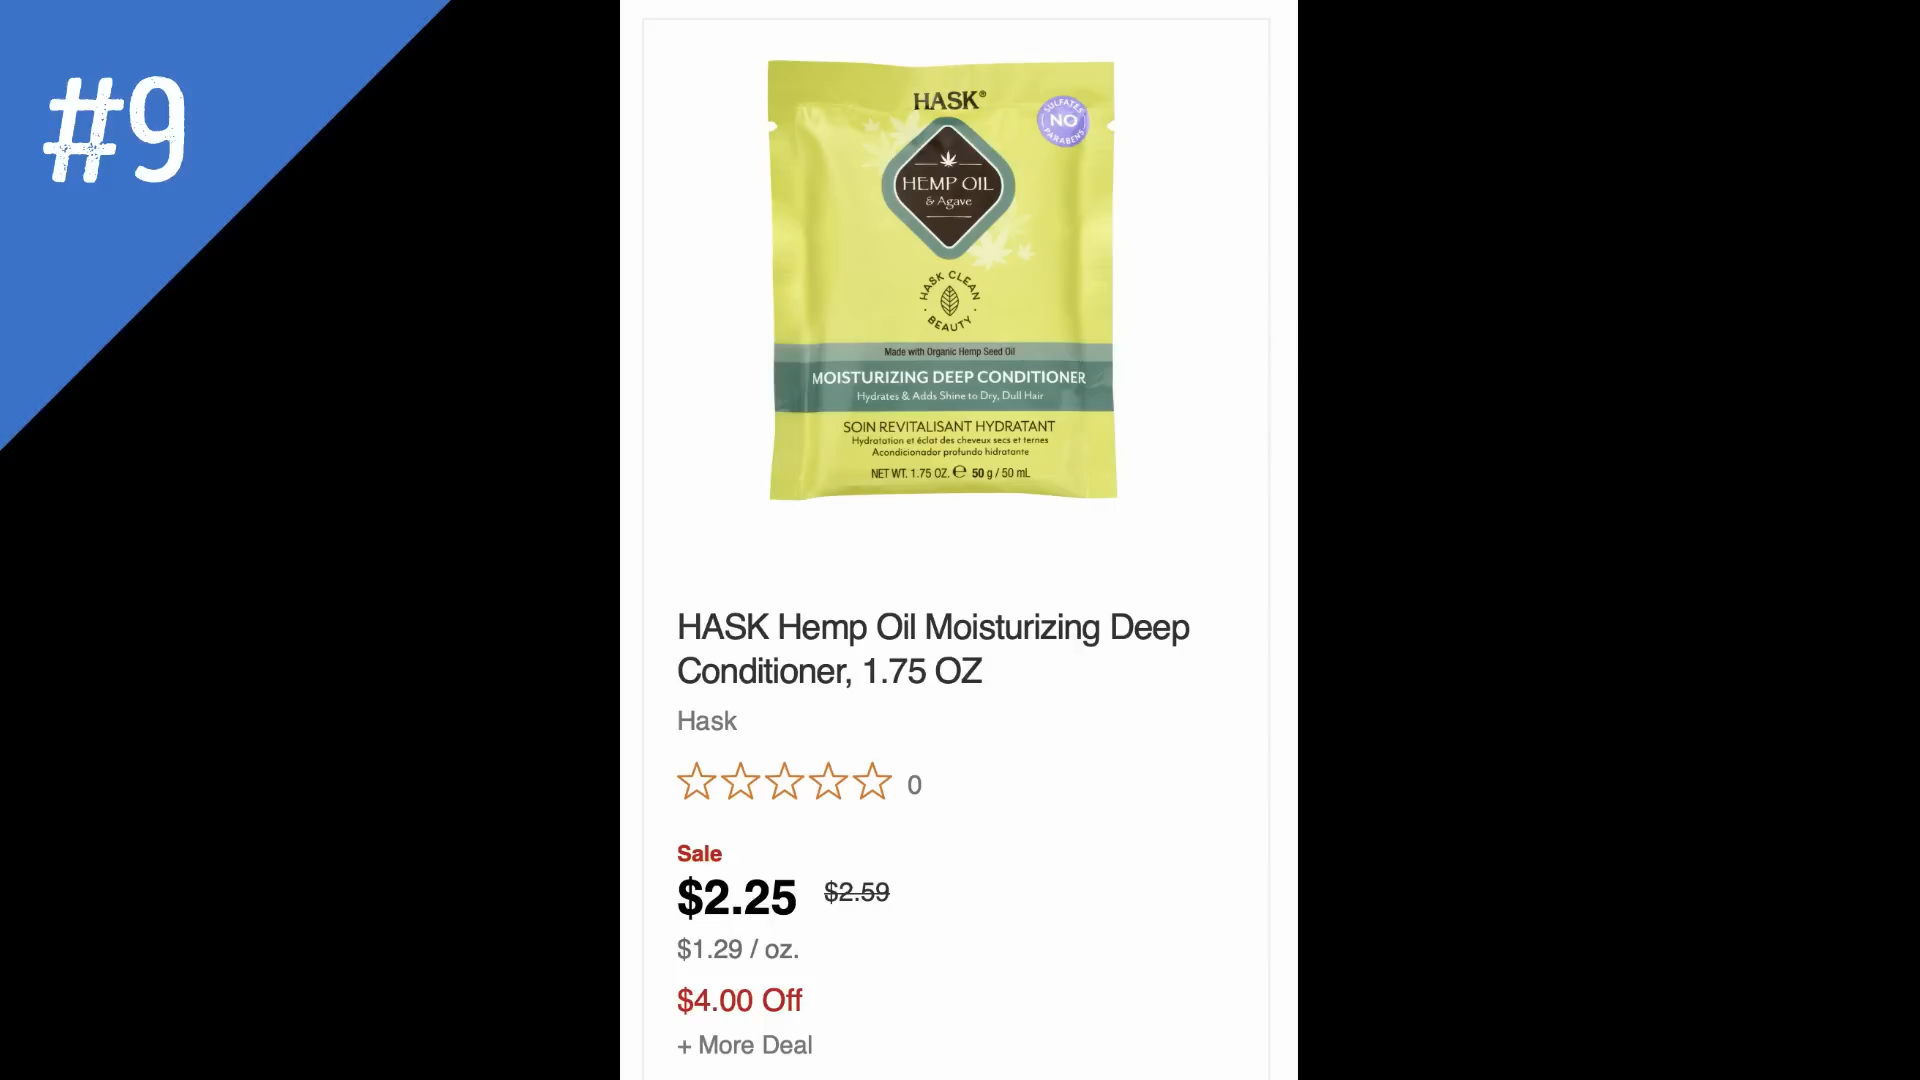 #9
HASK®
SULFATES
NO
PARABENS
HEMP OIL
& Agave
HASK CLEAN
BEAUTY
Made with Organic Hemp Seed Oil
MOISTURIZING DEEP CONDITIONER
Hydrates & Adds Shine to Dry, Dull Hair
SOIN REVITALISANT HYDRATANT
Hydratation et éclat des cheveux secs et ternes
Acondicionador profundo hidratante
NET WT. 1.75 OZ. ℮ 50 g / 50 mL
HASK Hemp Oil Moisturizing Deep
Conditioner, 1.75 OZ
Hask
0
Sale
$2.25 $2.59
$1.29 / oz.
$4.00 Off
+ More Deal